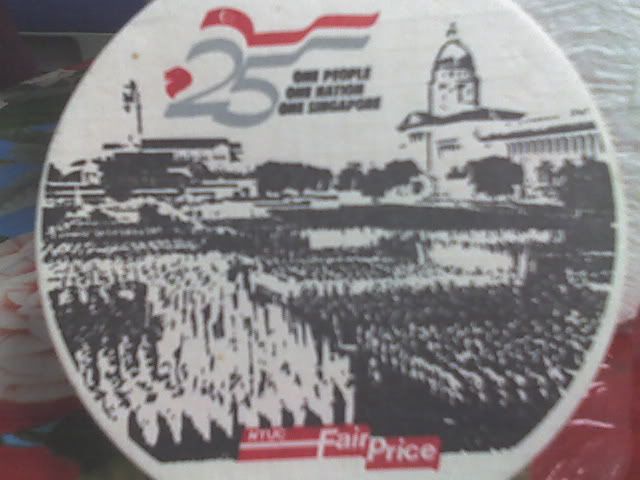 25
ONE PEOPLE
ONE NATION
ONE SINGAPORE
NTUC
FairPrice